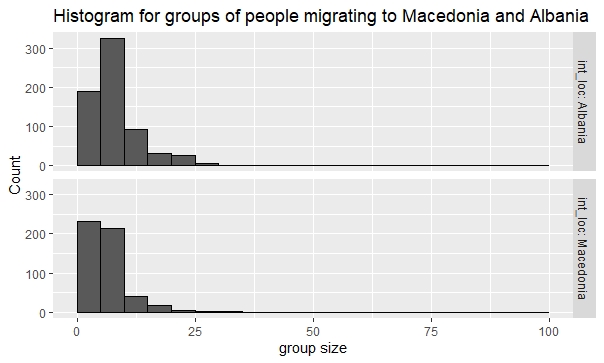 Histogram for groups of people migrating to Macedonia and Albania
Count
300
200
100
0
int_loc: Albania
300
200
100
0
int_loc: Macedonia
0 25 50 75 100
group size